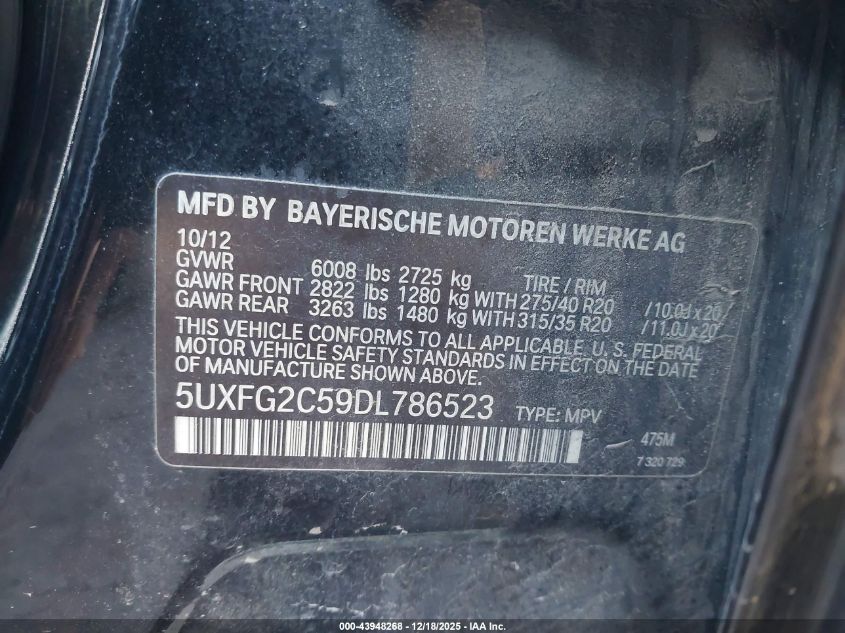 MFD BY BAYERISCHE MOTOREN WERKE AG
10/12
GVWR 6008 lbs 2725 kg TIRE / RIM
GAWR FRONT 2822 lbs 1280 kg WITH 275/40 R20 /10.0J x 20
GAWR REAR 3263 lbs 1480 kg WITH 315/35 R20 /11.0J x 20
THIS VEHICLE CONFORMS TO ALL APPLICABLE U. S. FEDERAL
MOTOR VEHICLE SAFETY STANDARDS IN EFFECT ON THE DATE
OF MANUFACTURE SHOWN ABOVE.
5UXFG2C59DL786523 TYPE: MPV
475M
7 320 729
000-43948268 - 12/18/2025 - IAA Inc.